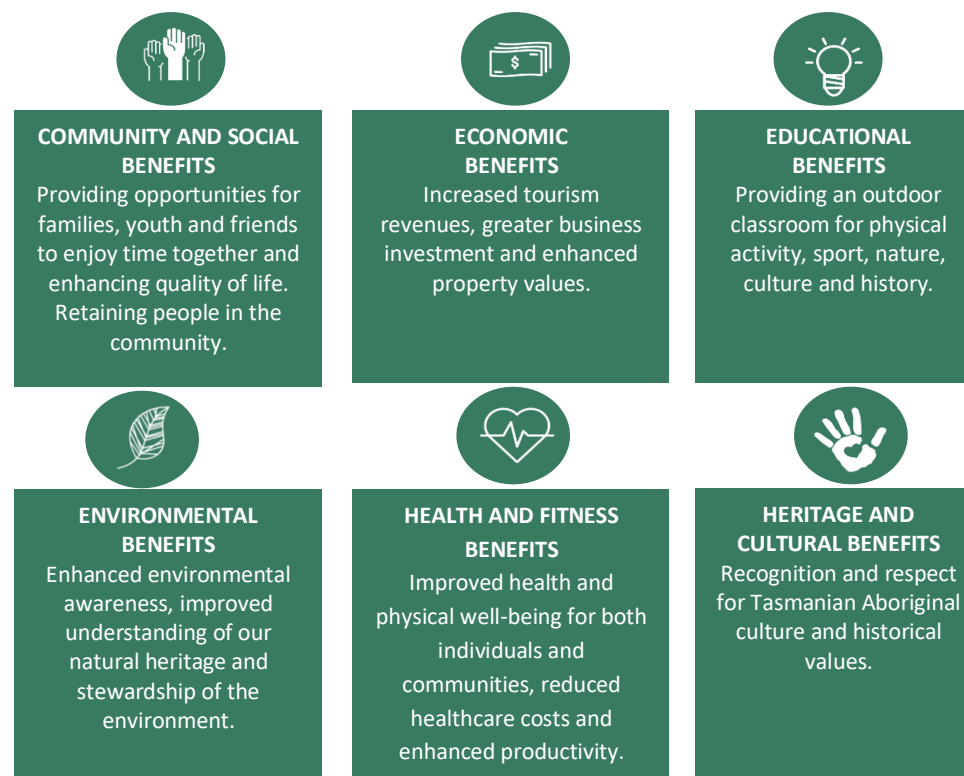 $
COMMUNITY AND SOCIAL
BENEFITS
Providing opportunities for
families, youth and friends
to enjoy time together and
enhancing quality of life.
Retaining people in the
community.
ECONOMIC
BENEFITS
Increased tourism
revenues, greater business
investment and enhanced
property values.
EDUCATIONAL
BENEFITS
Providing an outdoor
classroom for physical
activity, sport, nature,
culture and history.
ENVIRONMENTAL
BENEFITS
Enhanced environmental
awareness, improved
understanding of our
natural heritage and
stewardship of the
environment.
HEALTH AND FITNESS
BENEFITS
Improved health and
physical well-being for both
individuals and
communities, reduced
healthcare costs and
enhanced productivity.
HERITAGE AND
CULTURAL BENEFITS
Recognition and respect
for Tasmanian Aboriginal
culture and historical
values.